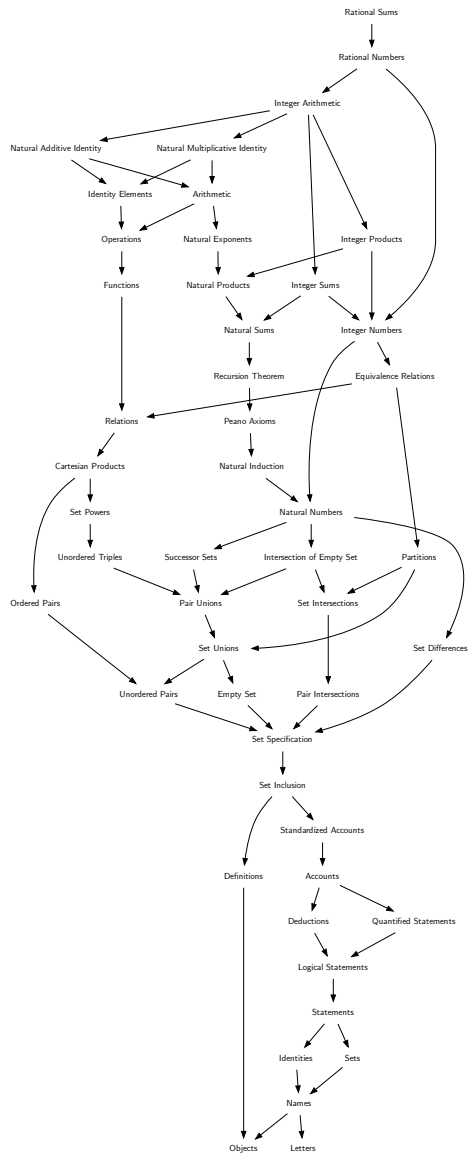 Rational Sums
Rational Numbers
Integer Arithmetic
Natural Additive Identity
Natural Multiplicative Identity
Identity Elements
Arithmetic
Operations
Natural Exponents
Integer Products
Functions
Natural Products
Integer Sums
Natural Sums
Integer Numbers
Recursion Theorem
Equivalence Relations
Relations
Peano Axioms
Cartesian Products
Natural Induction
Set Powers
Natural Numbers
Unordered Triples
Successor Sets
Intersection of Empty Set
Partitions
Ordered Pairs
Pair Unions
Set Intersections
Set Unions
Set Differences
Unordered Pairs
Empty Set
Pair Intersections
Set Specification
Set Inclusion
Standardized Accounts
Definitions
Accounts
Deductions
Quantified Statements
Logical Statements
Statements
Identities
Sets
Names
Objects
Letters